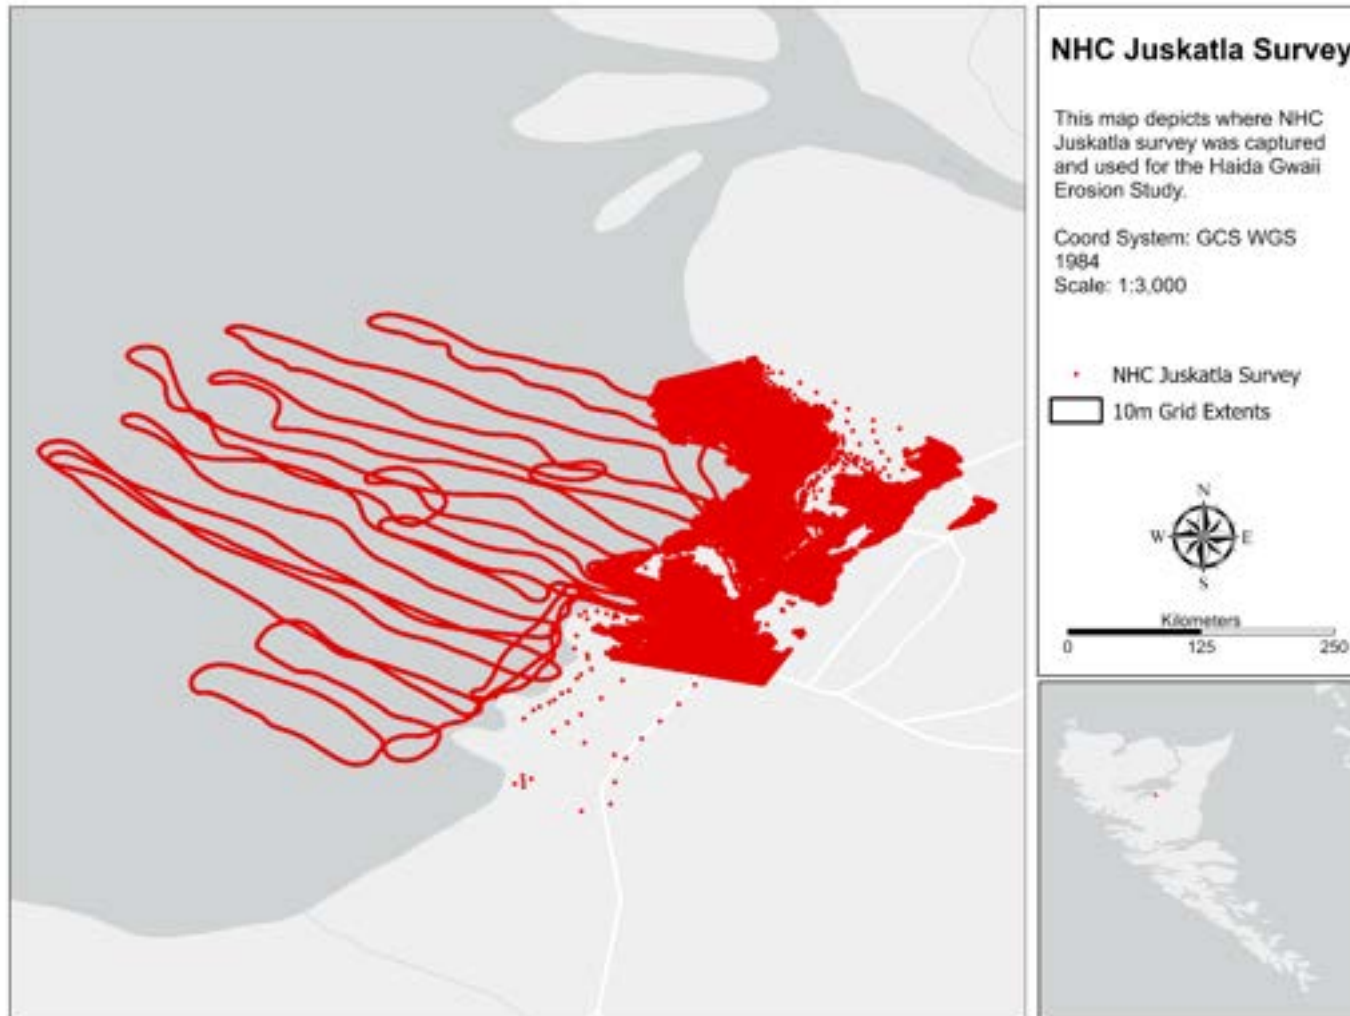 NHC Juskatla Survey
This map depicts where NHC
Juskatla survey was captured
and used for the Haida Gwaii
Erosion Study.
Coord System: GCS WGS
1984
Scale: 1:3,000
NHC Juskatla Survey
10m Grid Extents
N
W E
S
Kilometers
0 125 250